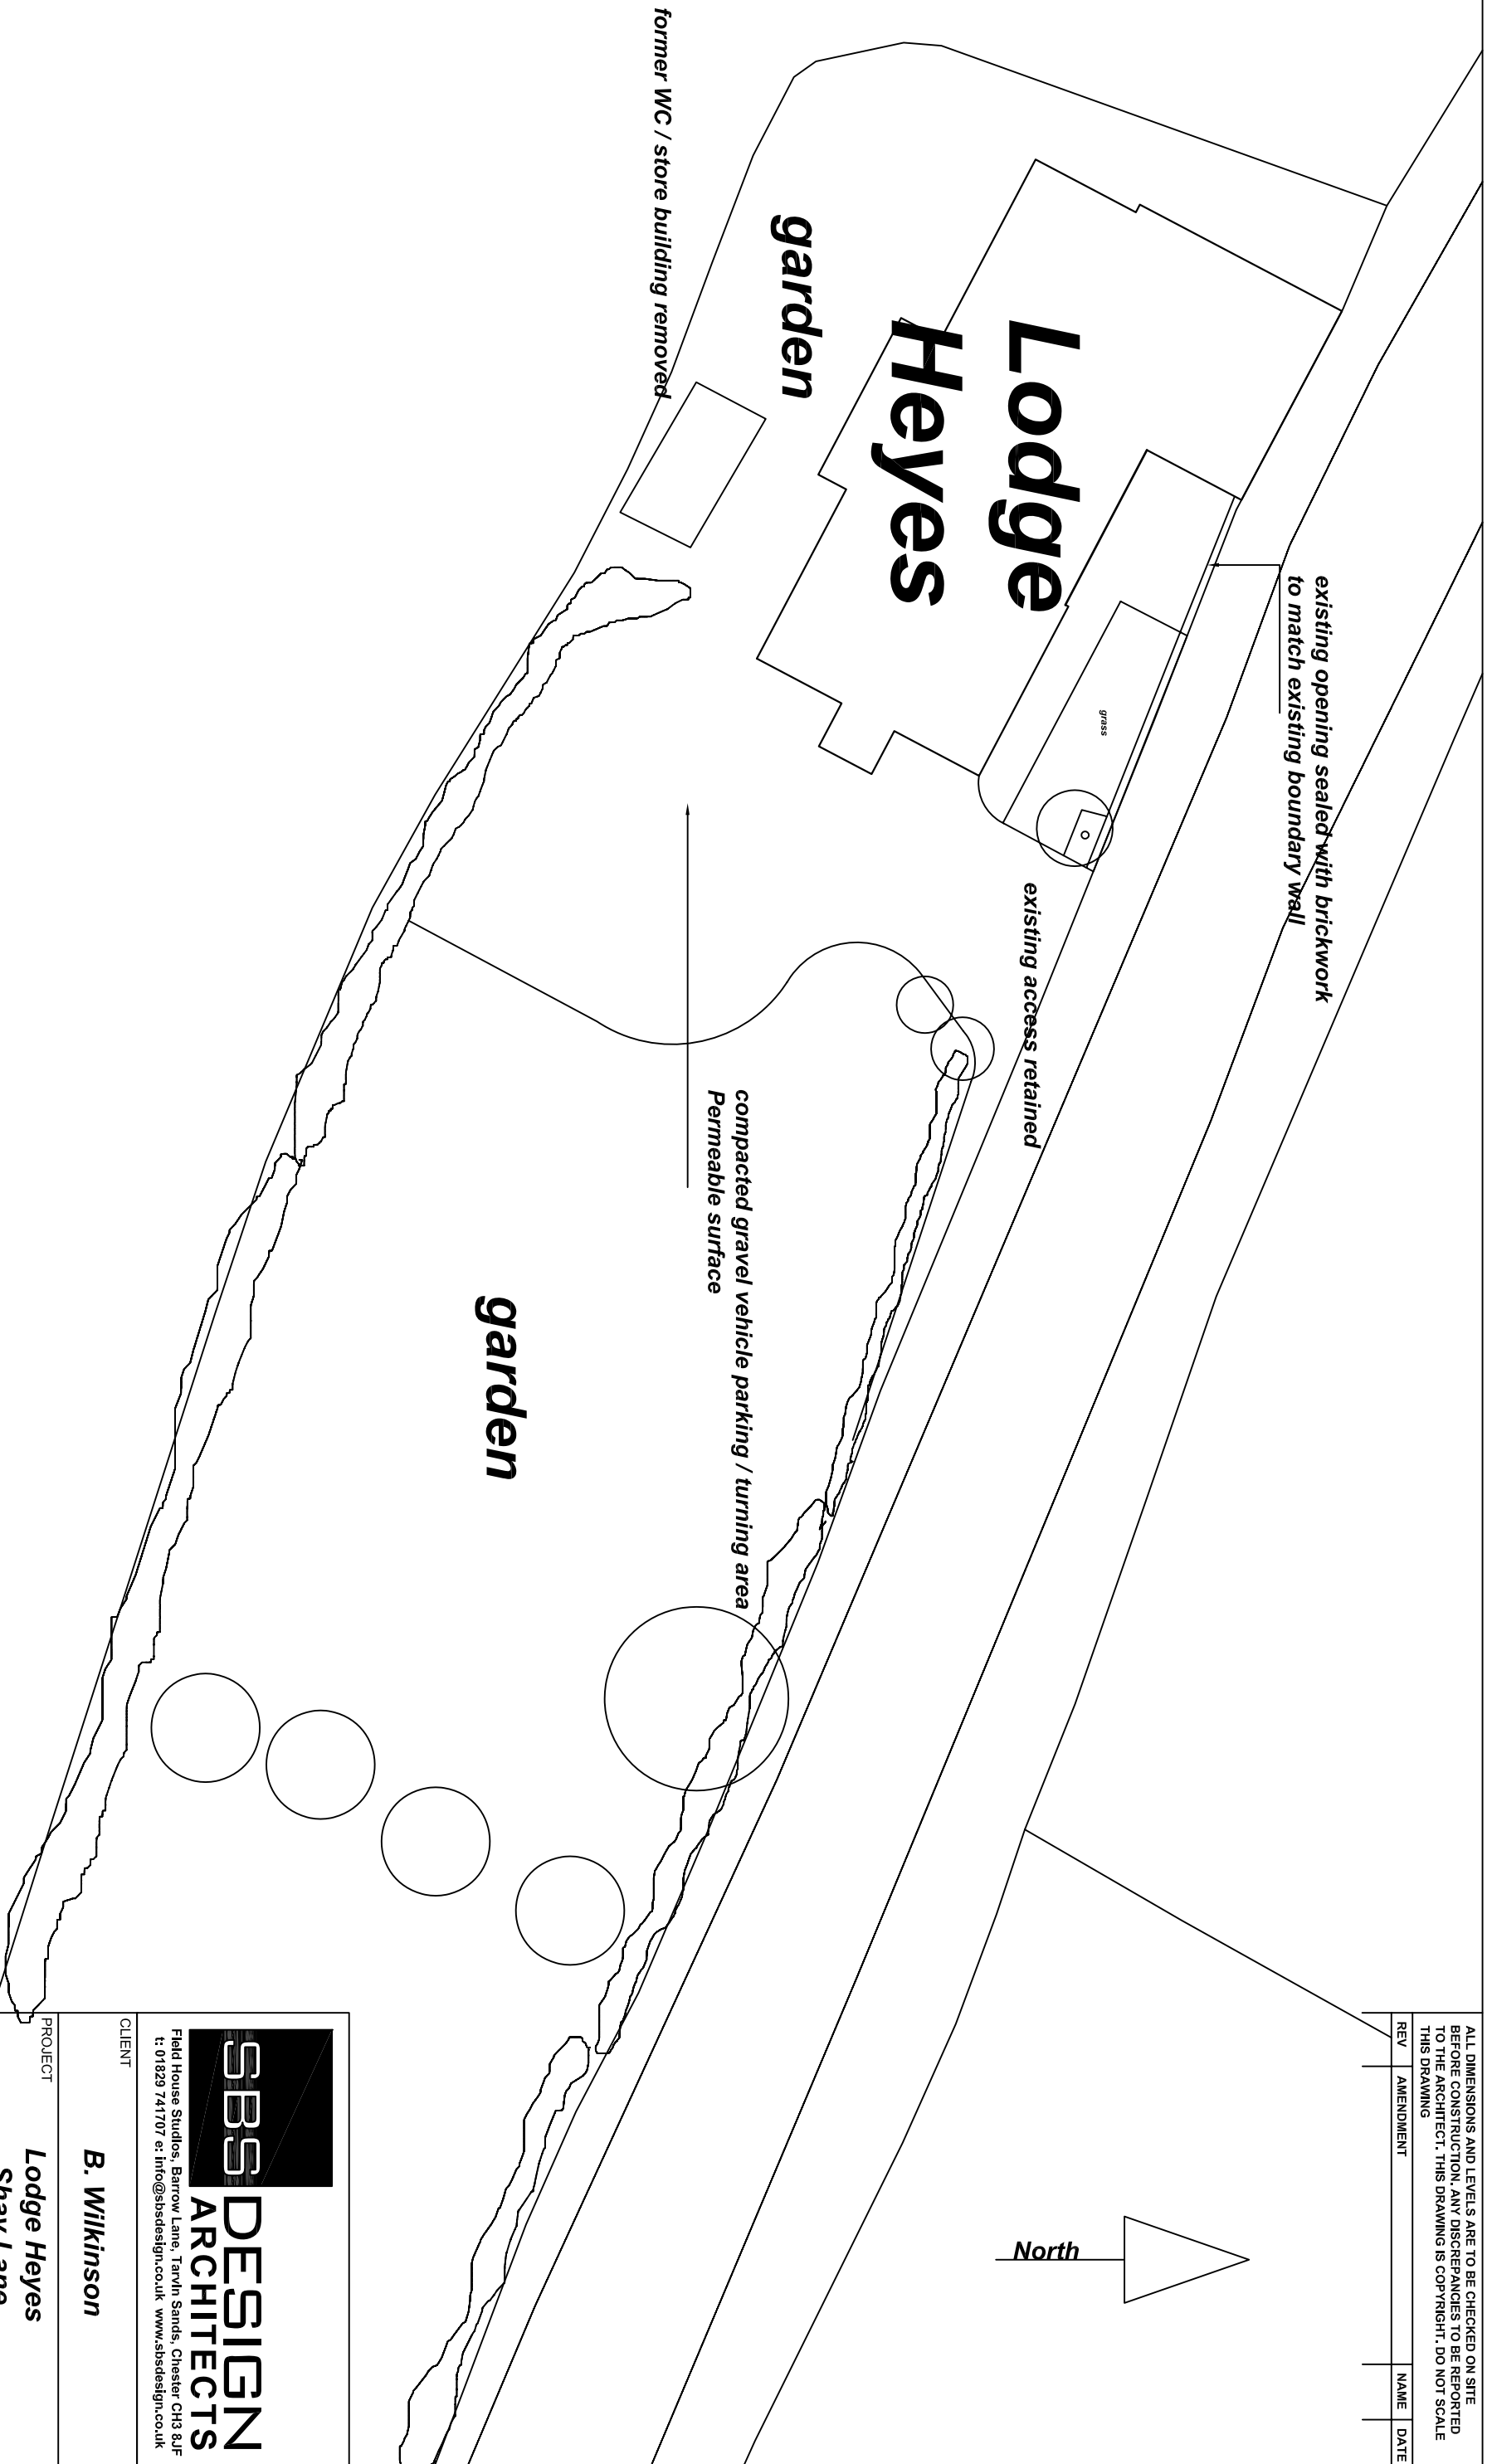 ALL DIMENSIONS AND LEVELS ARE TO BE CHECKED ON SITE
BEFORE CONSTRUCTION. ANY DISCREPANCIES TO BE REPORTED
TO THE ARCHITECT. THIS DRAWING IS COPYRIGHT. DO NOT SCALE
THIS DRAWING
REV AMENDMENT NAME DATE
existing opening sealed with brickwork
to match existing boundary wall
Lodge
Heyes
grass
existing access retained
garden
former WC / store building removed
compacted gravel vehicle parking / turning area
Permeable surface
garden
North
SBS DESIGN
ARCHITECTS
Field House Studios, Barrow Lane, Tarvin Sands, Chester CH3 8JF
t: 01829 741707 e: info@sbsdesign.co.uk www.sbsdesign.co.uk
CLIENT
B. Wilkinson
PROJECT
Lodge Heyes
Shay Lane